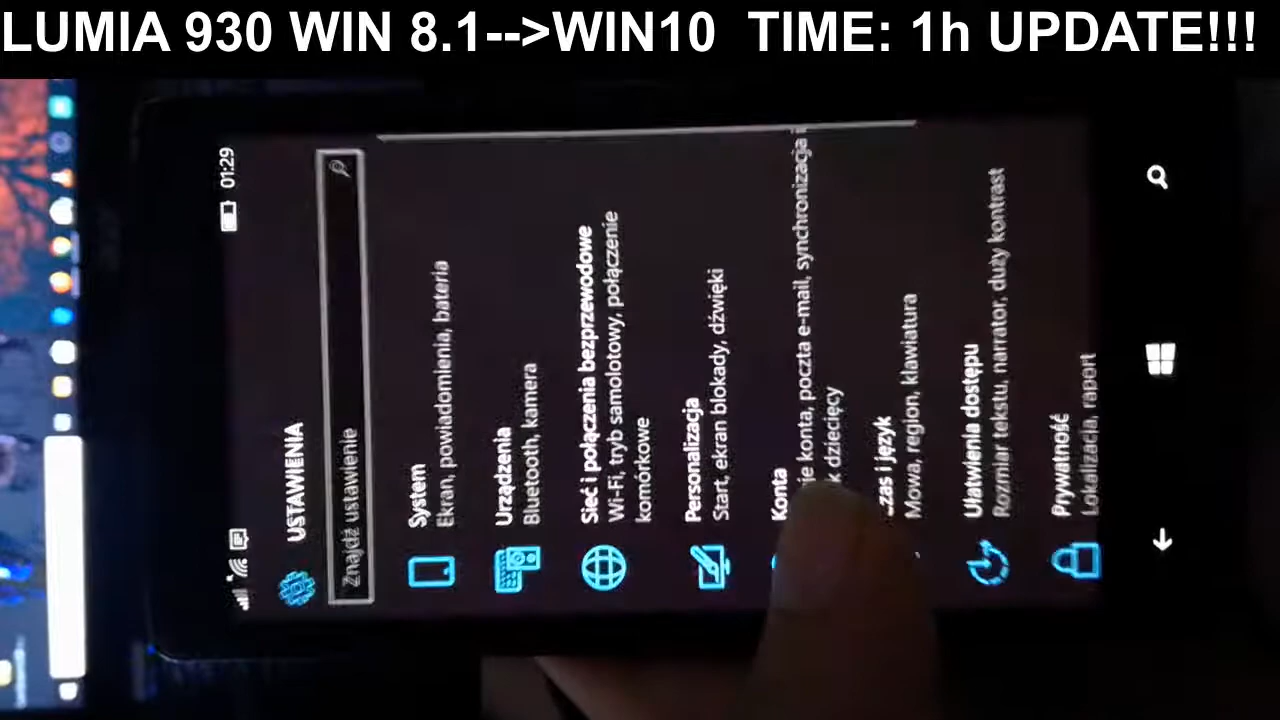 LUMIA 930 WIN 8.1-->WIN10  TIME: 1h UPDATE!!!
01:29
USTAWIENIA
Znajdź ustawienie
System
Ekran, powiadomienia, bateria
Urządzenia
Bluetooth, kamera
Sieć i połączenia bezprzewodowe
Wi-Fi, tryb samolotowy, połączenie
komórkowe
Personalizacja
Start, ekran blokady, dźwięki
Konta
konta, poczta e-mail, synchronizacja i
dziecięcy
i język
Mowa, region, klawiatura
Ułatwienia dostępu
Rozmiar tekstu, narrator, duży kontrast
Prywatność
Lokalizacja, raport